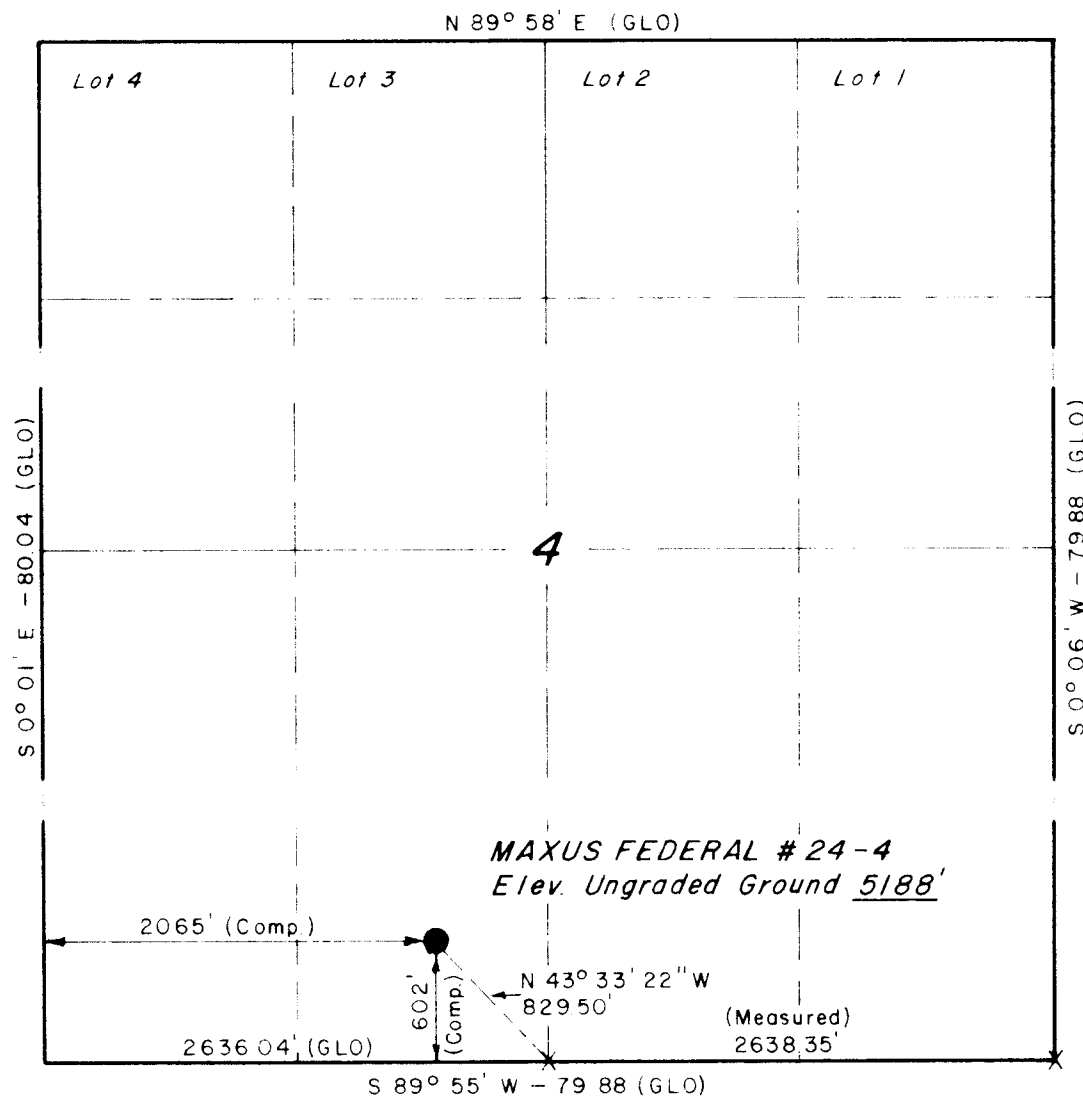 N 89° 58' E (GLO)
Lot 4
Lot 3
Lot 2
Lot 1
S 0° 01' E - 80.04 (GLO)
S 0° 06' W - 79.88 (GLO)
4
MAXUS FEDERAL # 24-4
Elev. Ungraded Ground 5188'
2065' (Comp.)
602'
(Comp.)
N 43° 33' 22" W
829.50'
(Measured)
2636.04' (GLO)
2638.35'
S 89° 55' W - 79 88 (GLO)